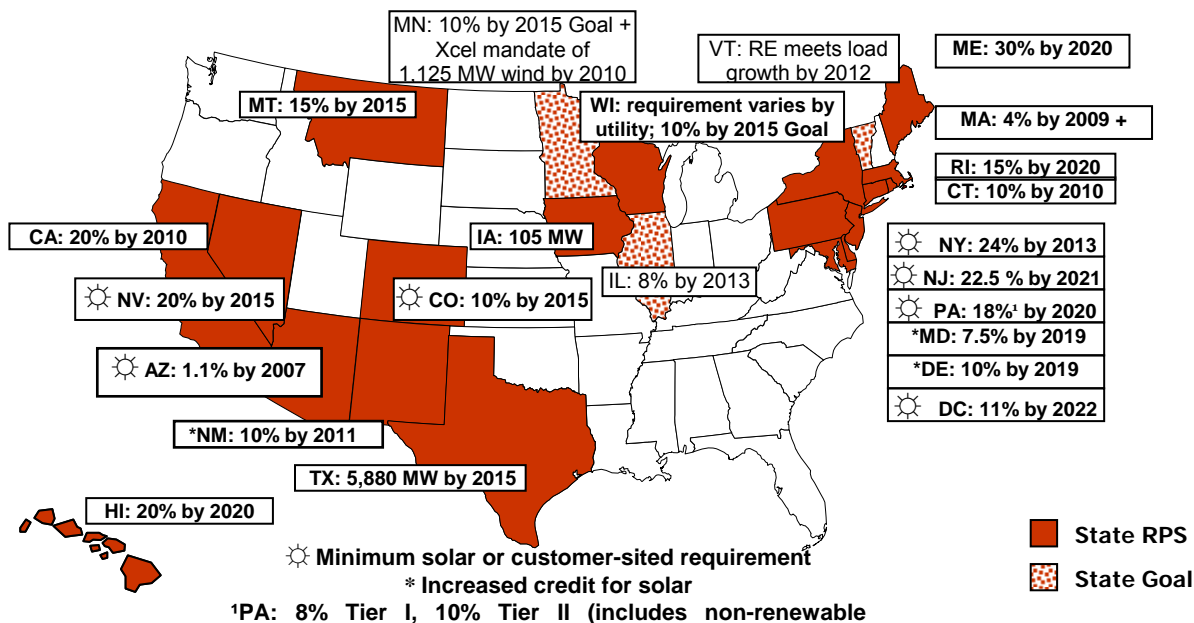 MN: 10% by 2015 Goal +
Xcel mandate of
1,125 MW wind by 2010
VT: RE meets load
growth by 2012
ME: 30% by 2020
MT: 15% by 2015
WI: requirement varies by
utility; 10% by 2015 Goal
MA: 4% by 2009 +
RI: 15% by 2020
CT: 10% by 2010
CA: 20% by 2010
IA: 105 MW
NY: 24% by 2013
NV: 20% by 2015
CO: 10% by 2015
IL: 8% by 2013
NJ: 22.5 % by 2021
PA: 18%¹ by 2020
*MD: 7.5% by 2019
AZ: 1.1% by 2007
*DE: 10% by 2019
DC: 11% by 2022
*NM: 10% by 2011
TX: 5,880 MW by 2015
HI: 20% by 2020
Minimum solar or customer-sited requirement
* Increased credit for solar
¹PA: 8% Tier I, 10% Tier II (includes non-renewable
State RPS
State Goal